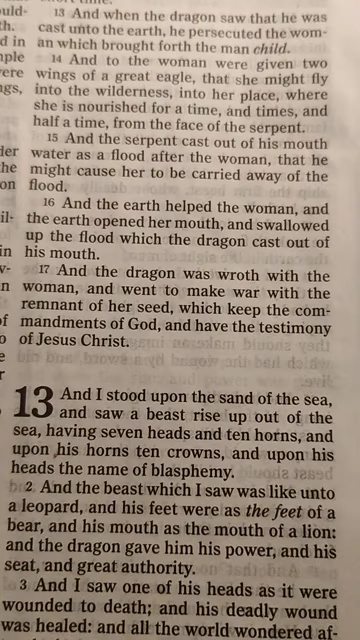 13 And when the dragon saw that he was
cast unto the earth, he persecuted the wom-
an which brought forth the man child.
14 And to the woman were given two
wings of a great eagle, that she might fly
into the wilderness, into her place, where
she is nourished for a time, and times, and
half a time, from the face of the serpent.
15 And the serpent cast out of his mouth
water as a flood after the woman, that he
might cause her to be carried away of the
flood.
16 And the earth helped the woman, and
the earth opened her mouth, and swallowed
up the flood which the dragon cast out of
his mouth.
17 And the dragon was wroth with the
woman, and went to make war with the
remnant of her seed, which keep the com-
mandments of God, and have the testimony
of Jesus Christ.
13 And I stood upon the sand of the sea,
and saw a beast rise up out of the
sea, having seven heads and ten horns, and
upon his horns ten crowns, and upon his
heads the name of blasphemy.
2 And the beast which I saw was like unto
a leopard, and his feet were as the feet of a
bear, and his mouth as the mouth of a lion:
and the dragon gave him his power, and his
seat, and great authority.
3 And I saw one of his heads as it were
wounded to death; and his deadly wound
was healed: and all the world wondered af-